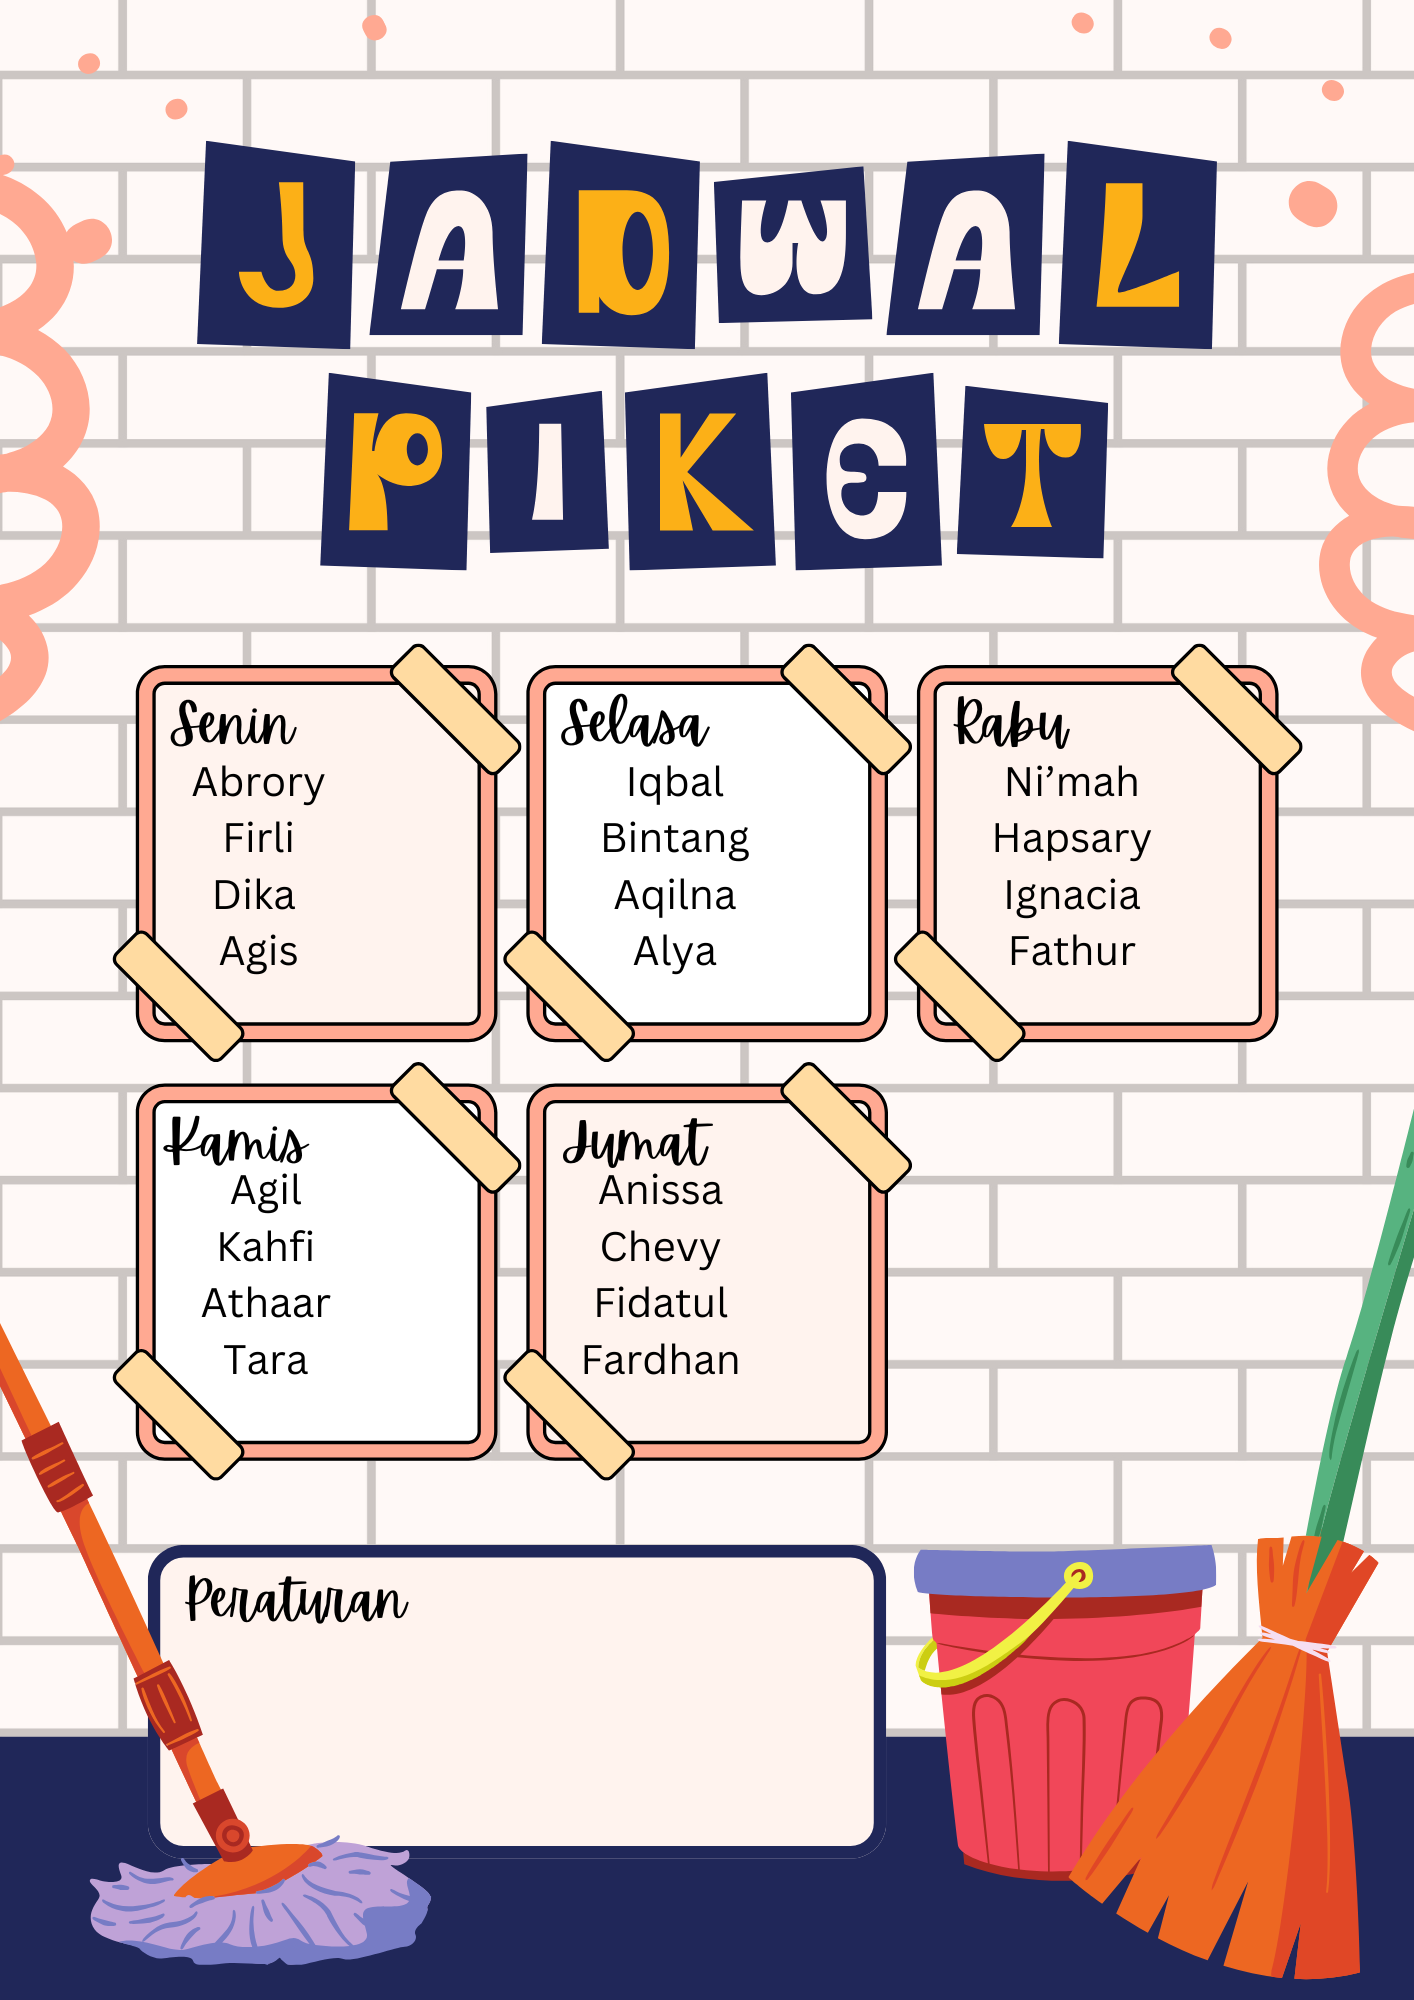 JADWAL
PIKET
Senin
Abrory
Firli
Dika
Agis
Selasa
Iqbal
Bintang
Aqilna
Alya
Rabu
Ni’mah
Hapsary
Ignacia
Fathur
Kamis
Agil
Kahfi
Athaar
Tara
Jumat
Anissa
Chevy
Fidatul
Fardhan
Peraturan